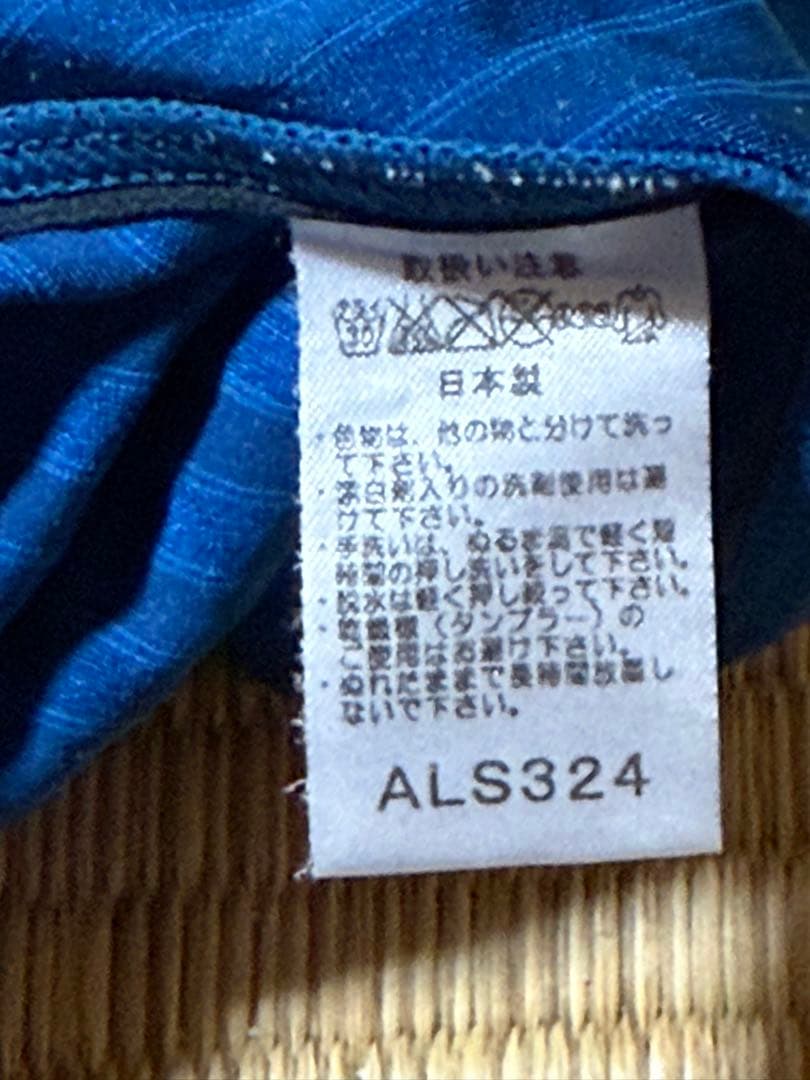 取扱い注意
日本製
・色物は、他の物と分けて洗っ
て下さい。
・漂白剤入りの洗剤使用は避
けて下さい。
・手洗いは、ぬるま湯で軽く短
時間の押し洗いをして下さい。
・脱水は軽く押し絞って下さい。
・乾燥機（タンブラー）の
ご使用はお避け下さい。
・ぬれたままで長時間放置し
ないで下さい。
ALS324